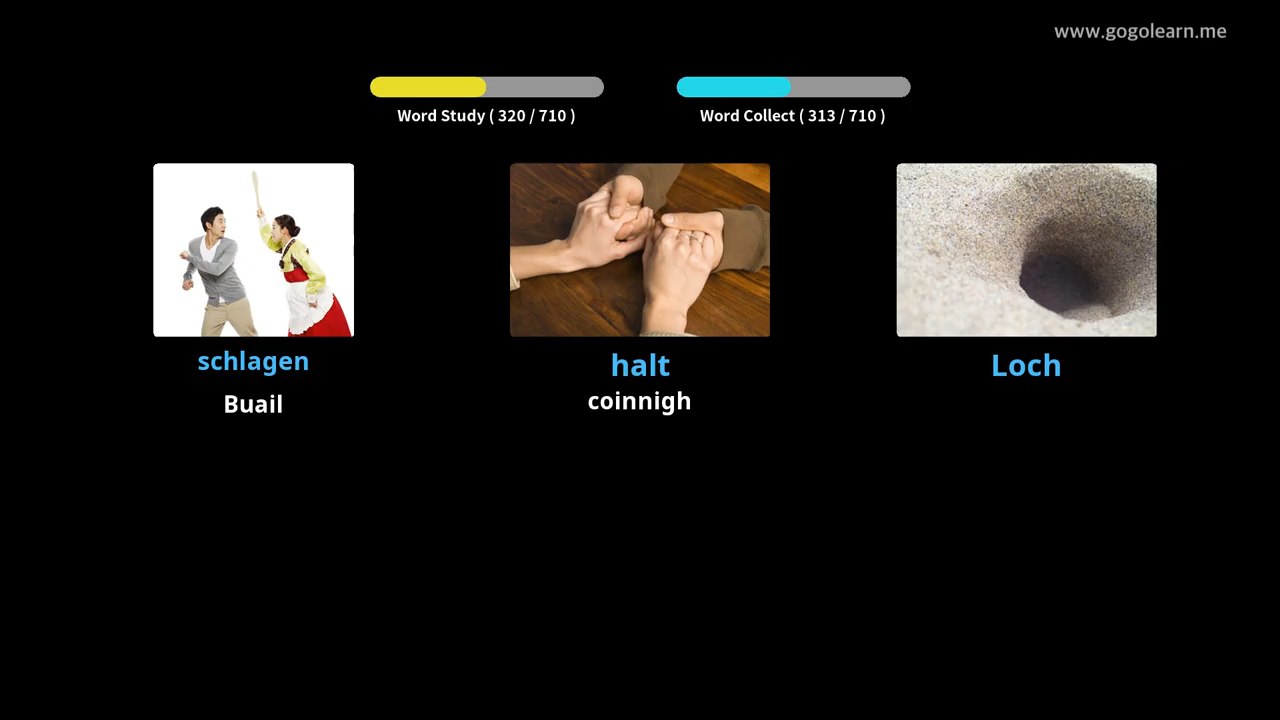 www.gogolearn.me
Word Study ( 320 / 710 )
Word Collect ( 313 / 710 )
schlagen
halt
Loch
Buail
coinnigh